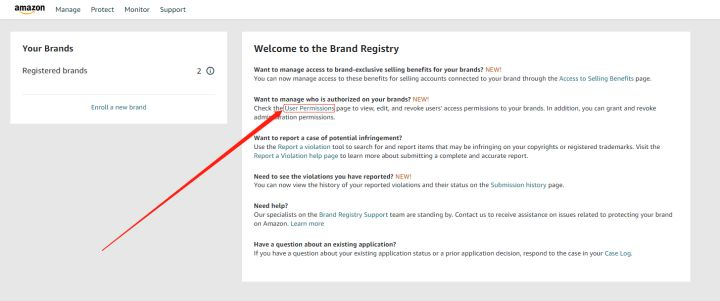 amazon Manage Protect Monitor Support
Your Brands
Registered brands 2
Enroll a new brand
Welcome to the Brand Registry
Want to manage access to brand-exclusive selling benefits for your brands? NEW!
You can now manage access to these benefits for selling accounts connected to your brand through the Access to Selling Benefits page.
Want to manage who is authorized on your brands? NEW!
Check the User Permissions page to view, edit, and revoke users' access permissions to your brands. In addition, you can grant and revoke
administration permissions.
Want to report a case of potential infringement?
Use the Report a violation tool to search for and report items that may be infringing on your copyrights or registered trademarks. Visit the
Report a Violation help page to learn more about submitting a complete and accurate report.
Need to see the violations you have reported? NEW!
You can now view the history of your reported violations and their status on the Submission history page.
Need help?
Our specialists on the Brand Registry Support team are standing by. Contact us to receive assistance on issues related to protecting your brand
on Amazon. Learn more
Have a question about an existing application?
If you have a question about your existing application status or a prior application decision, respond to the case in your Case Log.